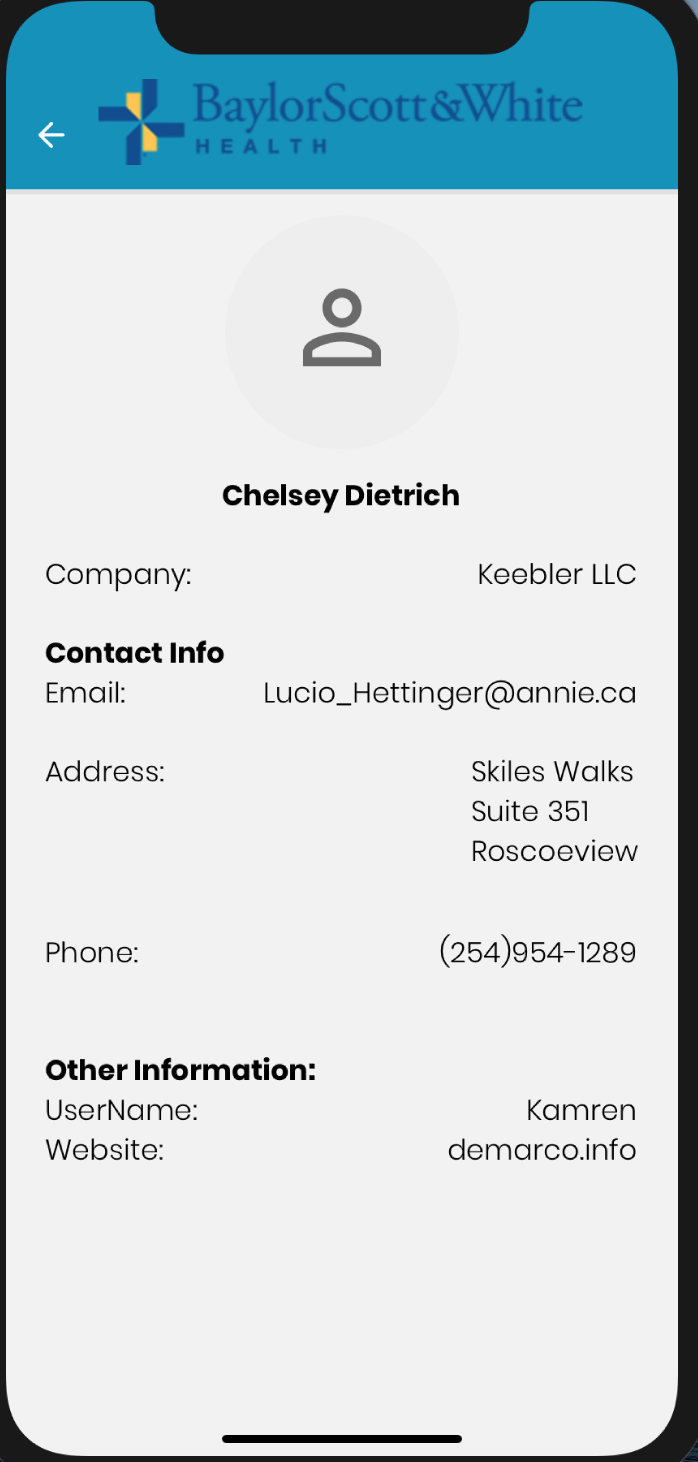 BaylorScott&White
HEALTH
Chelsey Dietrich
Company: Keebler LLC
Contact Info
Email: Lucio_Hettinger@annie.ca
Address: Skiles Walks
Suite 351
Roscoeview
Phone: (254)954-1289
Other Information:
UserName: Kamren
Website: demarco.info